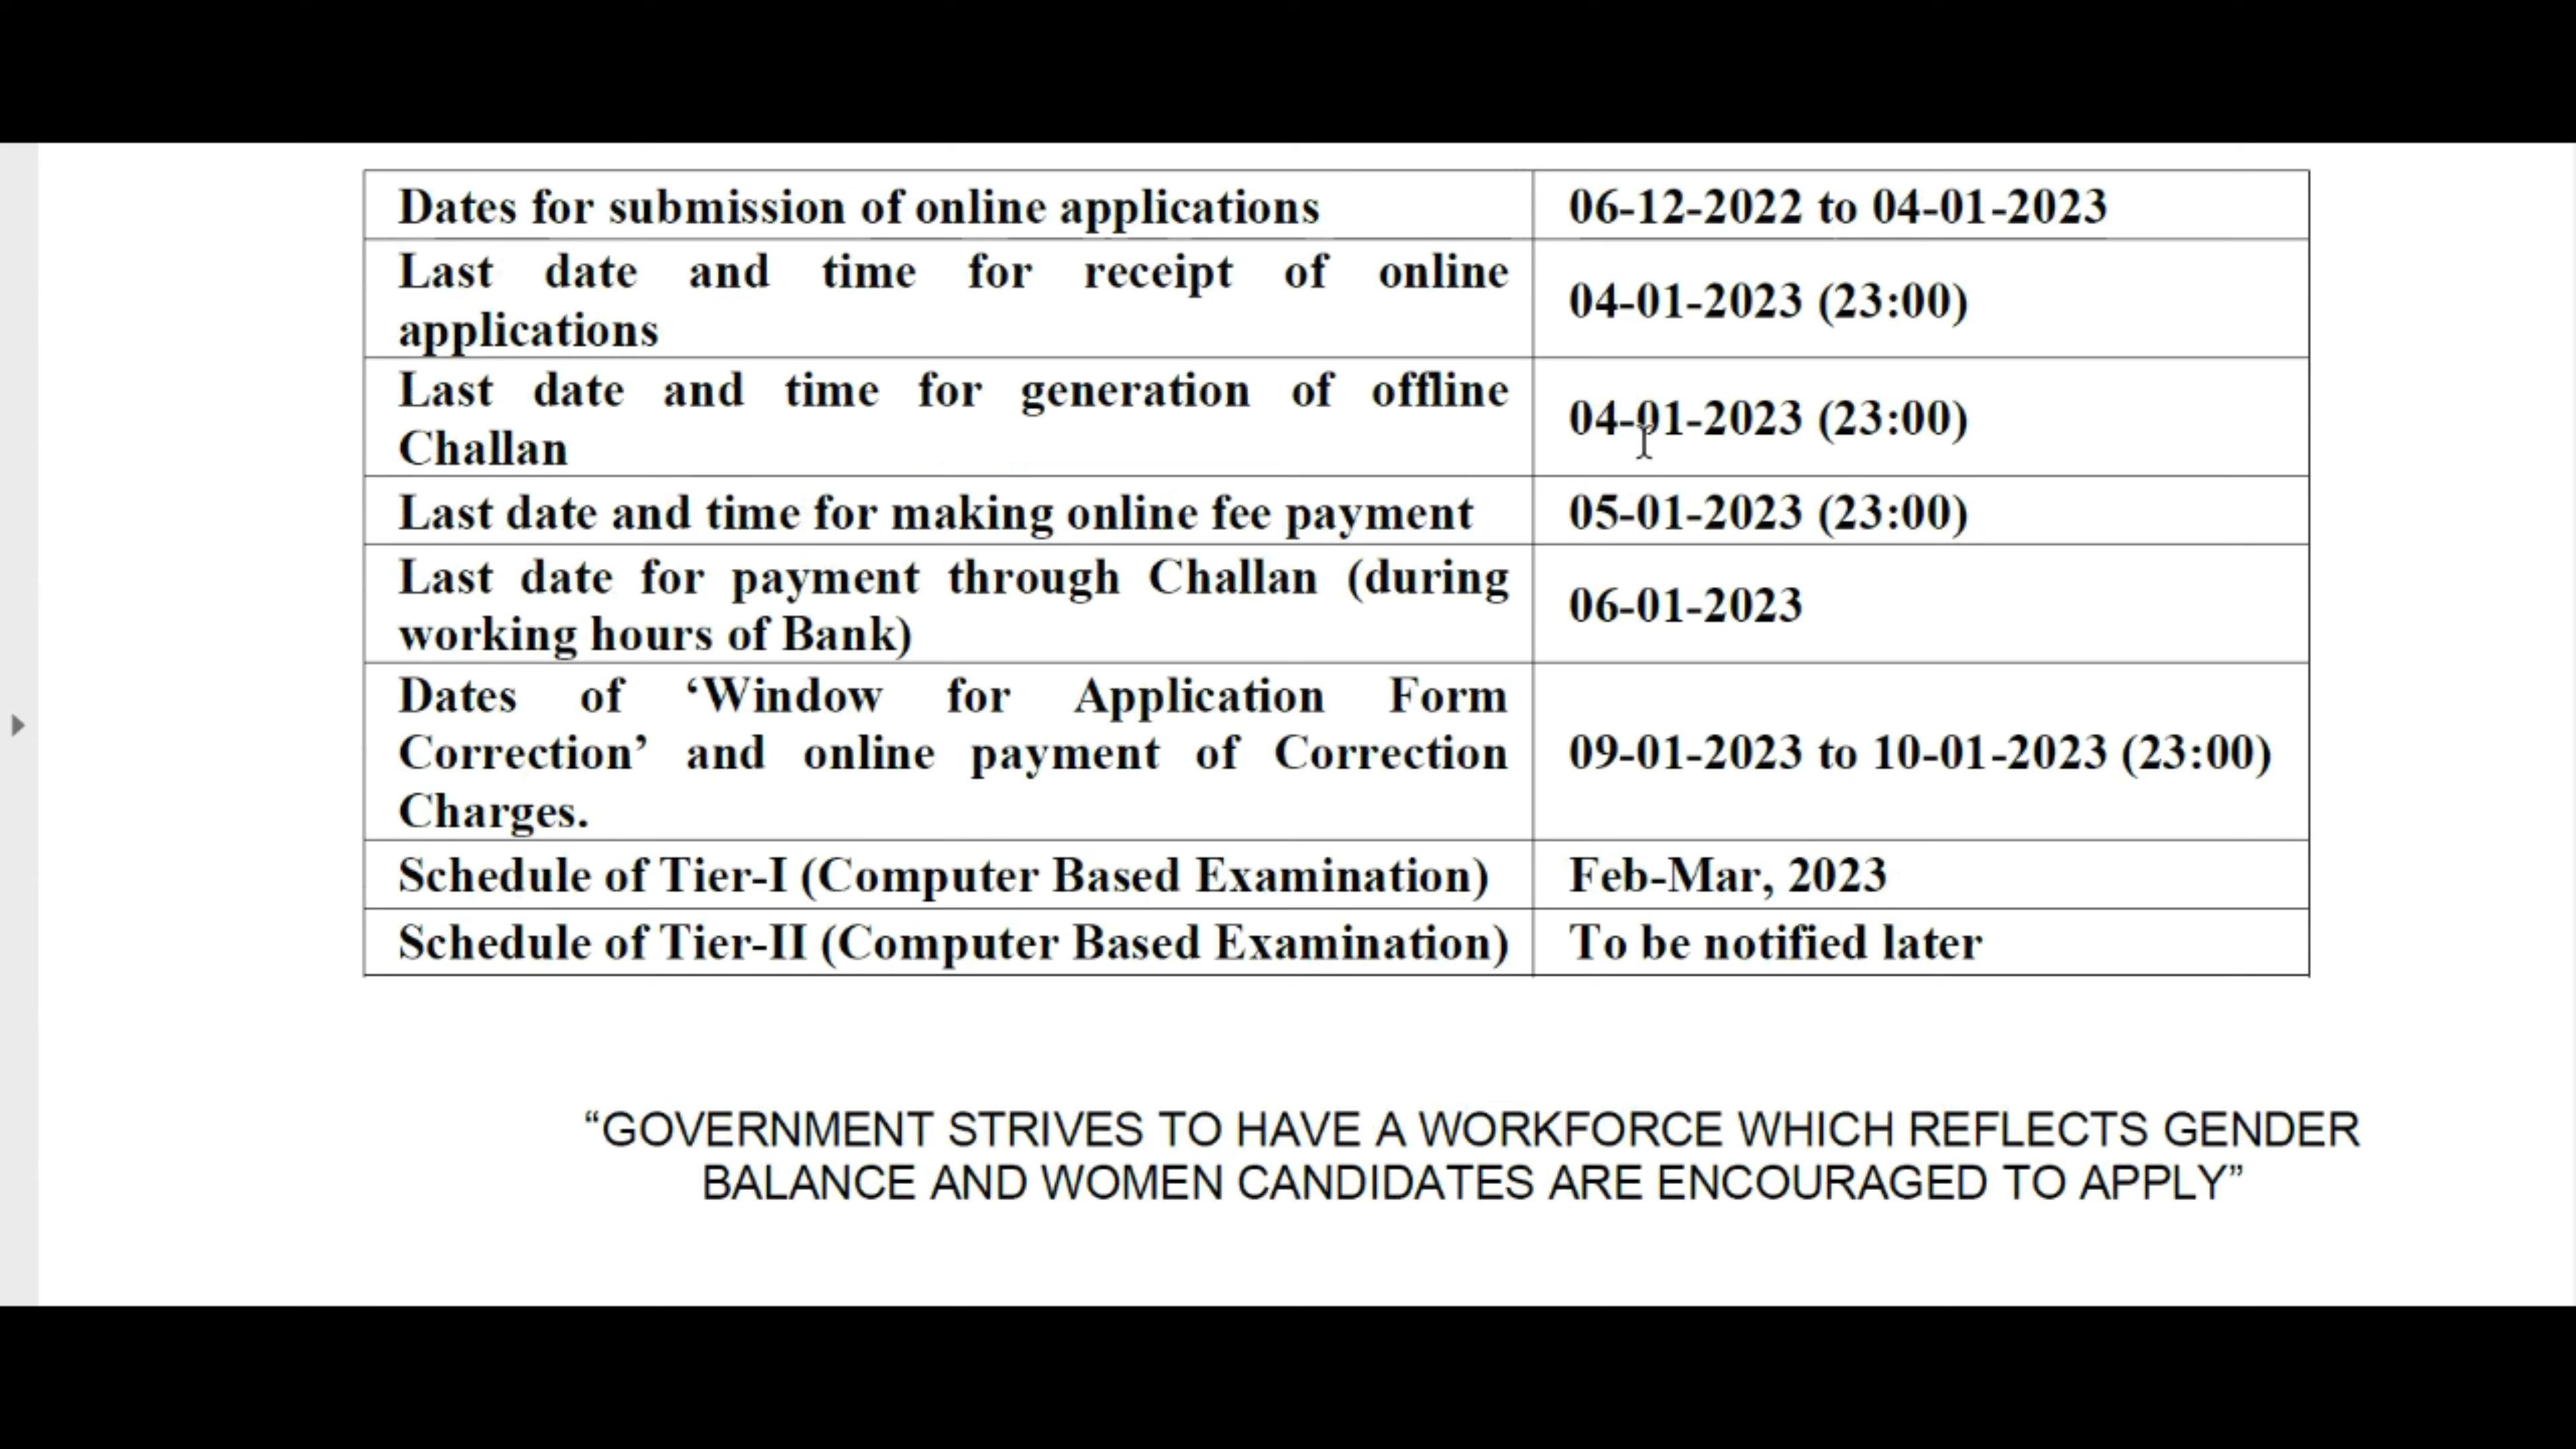 Dates for submission of online applications 06-12-2022 to 04-01-2023
Last date and time for receipt of online
applications
04-01-2023 (23:00)
Last date and time for generation of offline
Challan
04-01-2023 (23:00)
Last date and time for making online fee payment 05-01-2023 (23:00)
Last date for payment through Challan (during
working hours of Bank)
06-01-2023
Dates of ‘Window for Application Form
Correction’ and online payment of Correction
Charges.
09-01-2023 to 10-01-2023 (23:00)
Schedule of Tier-I (Computer Based Examination) Feb-Mar, 2023
Schedule of Tier-II (Computer Based Examination) To be notified later
“GOVERNMENT STRIVES TO HAVE A WORKFORCE WHICH REFLECTS GENDER
BALANCE AND WOMEN CANDIDATES ARE ENCOURAGED TO APPLY”